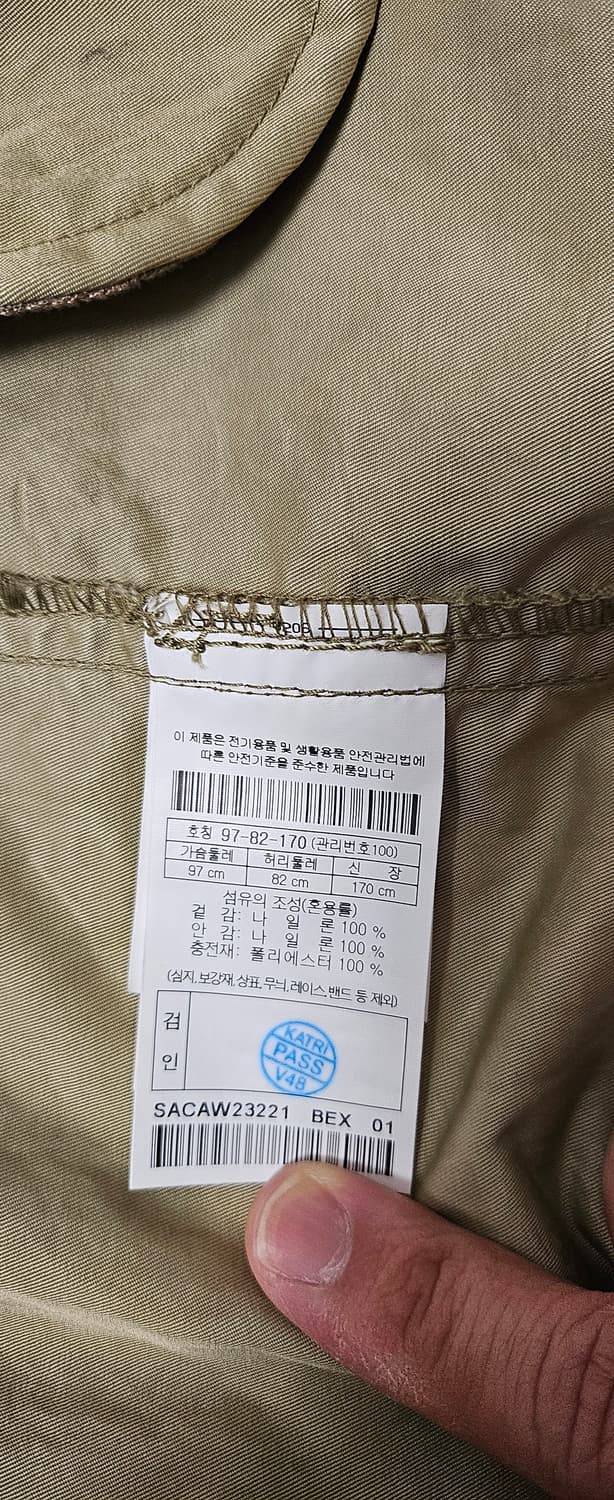 이 제품은 전기용품 및 생활용품 안전관리법에
따른 안전기준을 준수한 제품입니다
호칭 97-82-170 (관리번호100)
가슴둘레 허리둘레 신 장
97 cm 82 cm 170 cm
섬유의 조성(혼용률)
겉 감: 나 일 론 100 %
안 감: 나 일 론 100 %
충전재: 폴리에스터 100 %
(심지,보강재,상표,무늬,레이스,밴드 등 제외)
검
인
KATRI
PASS
V48
SACAW23221 BEX 01